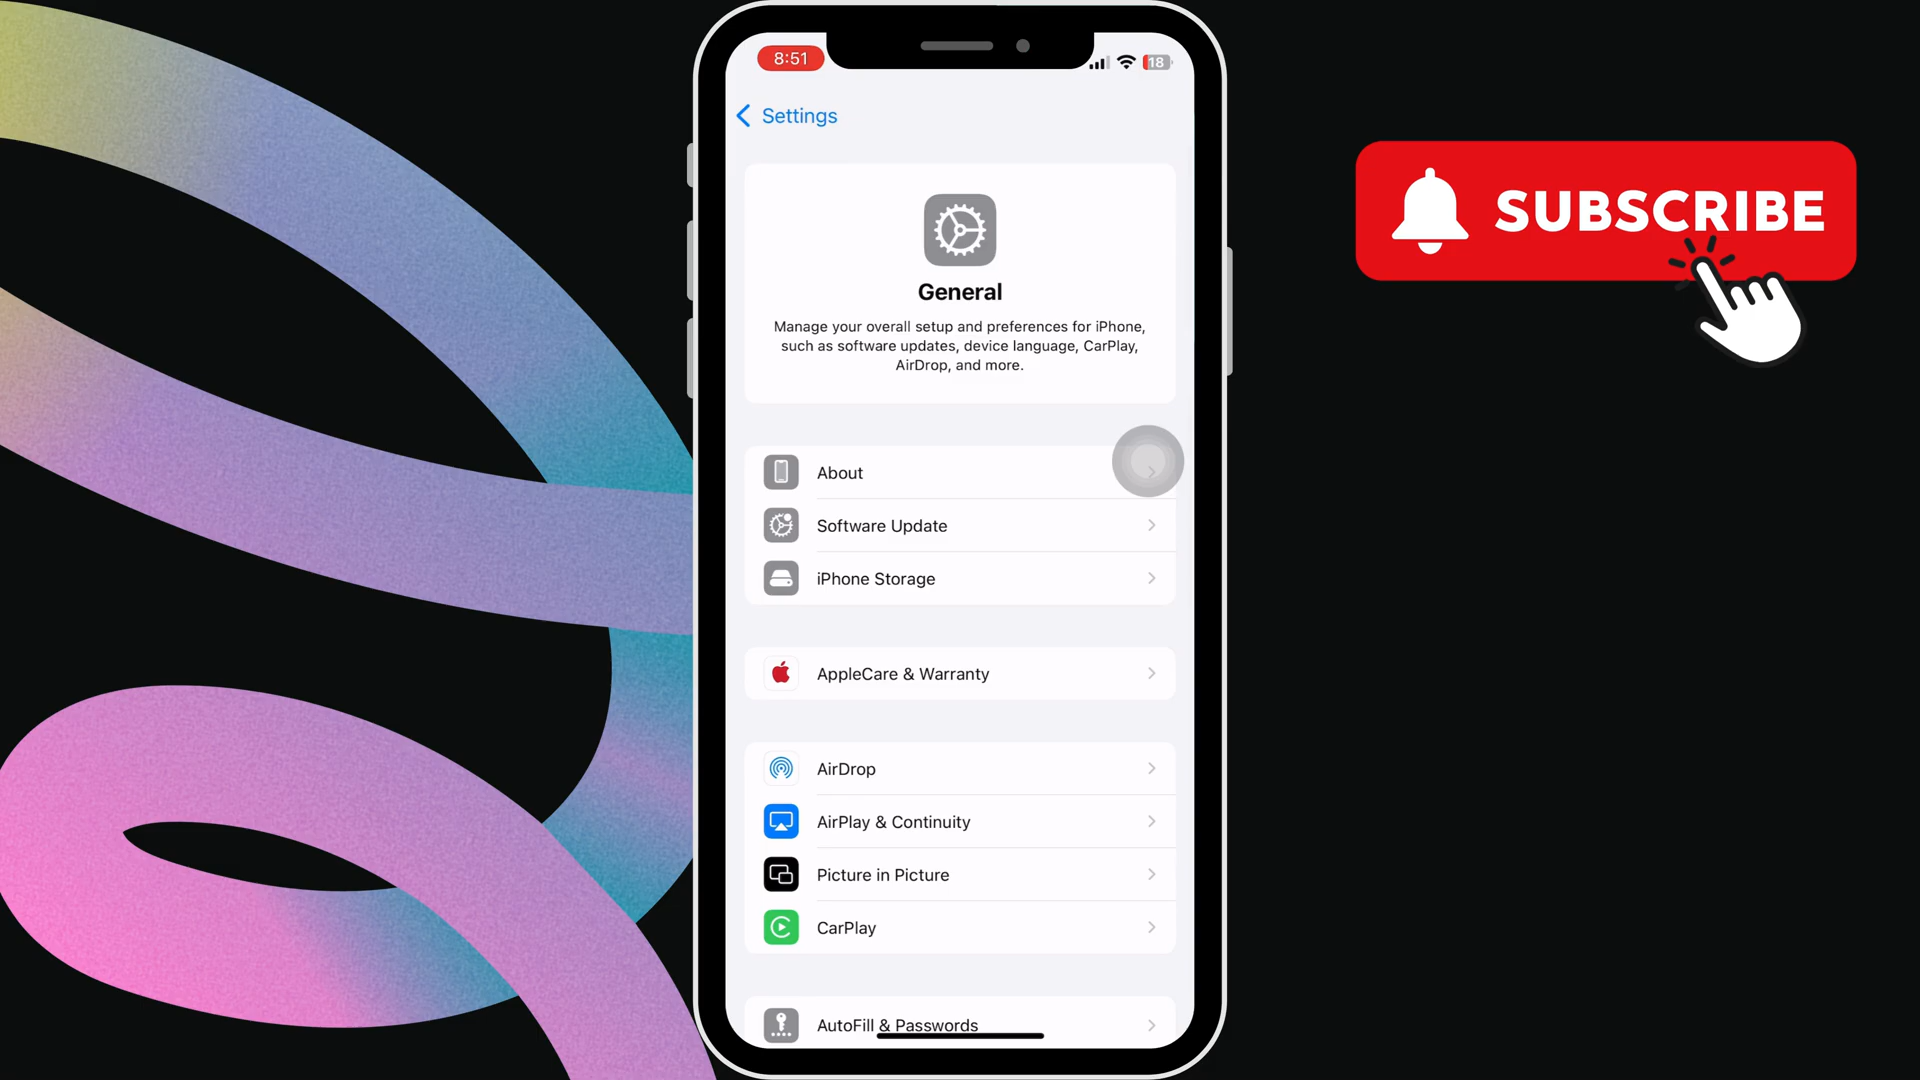 8:51
18
Settings
SUBSCRIBE
General
Manage your overall setup and preferences for iPhone,
such as software updates, device language, CarPlay,
AirDrop, and more.
About
Software Update
iPhone Storage
AppleCare & Warranty
AirDrop
AirPlay & Continuity
Picture in Picture
CarPlay
AutoFill & Passwords